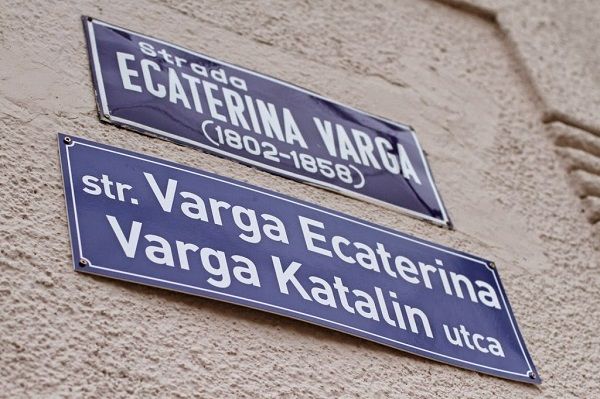 Strada
ECATERINA VARGA
(1802-1858)
str. Varga Ecaterina
Varga Katalin utca